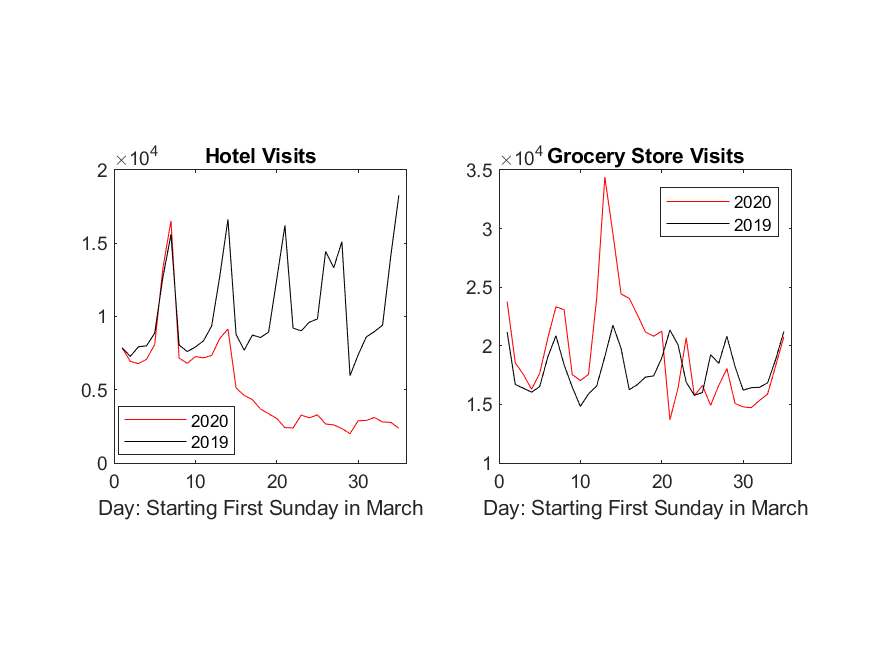 ×10⁴
Hotel Visits
2
1.5
1
0.5
0
0 10 20 30
2020
2019
Day: Starting First Sunday in March
×10⁴
Grocery Store Visits
3.5
3
2.5
2
1.5
1
0 10 20 30
2020
2019
Day: Starting First Sunday in March